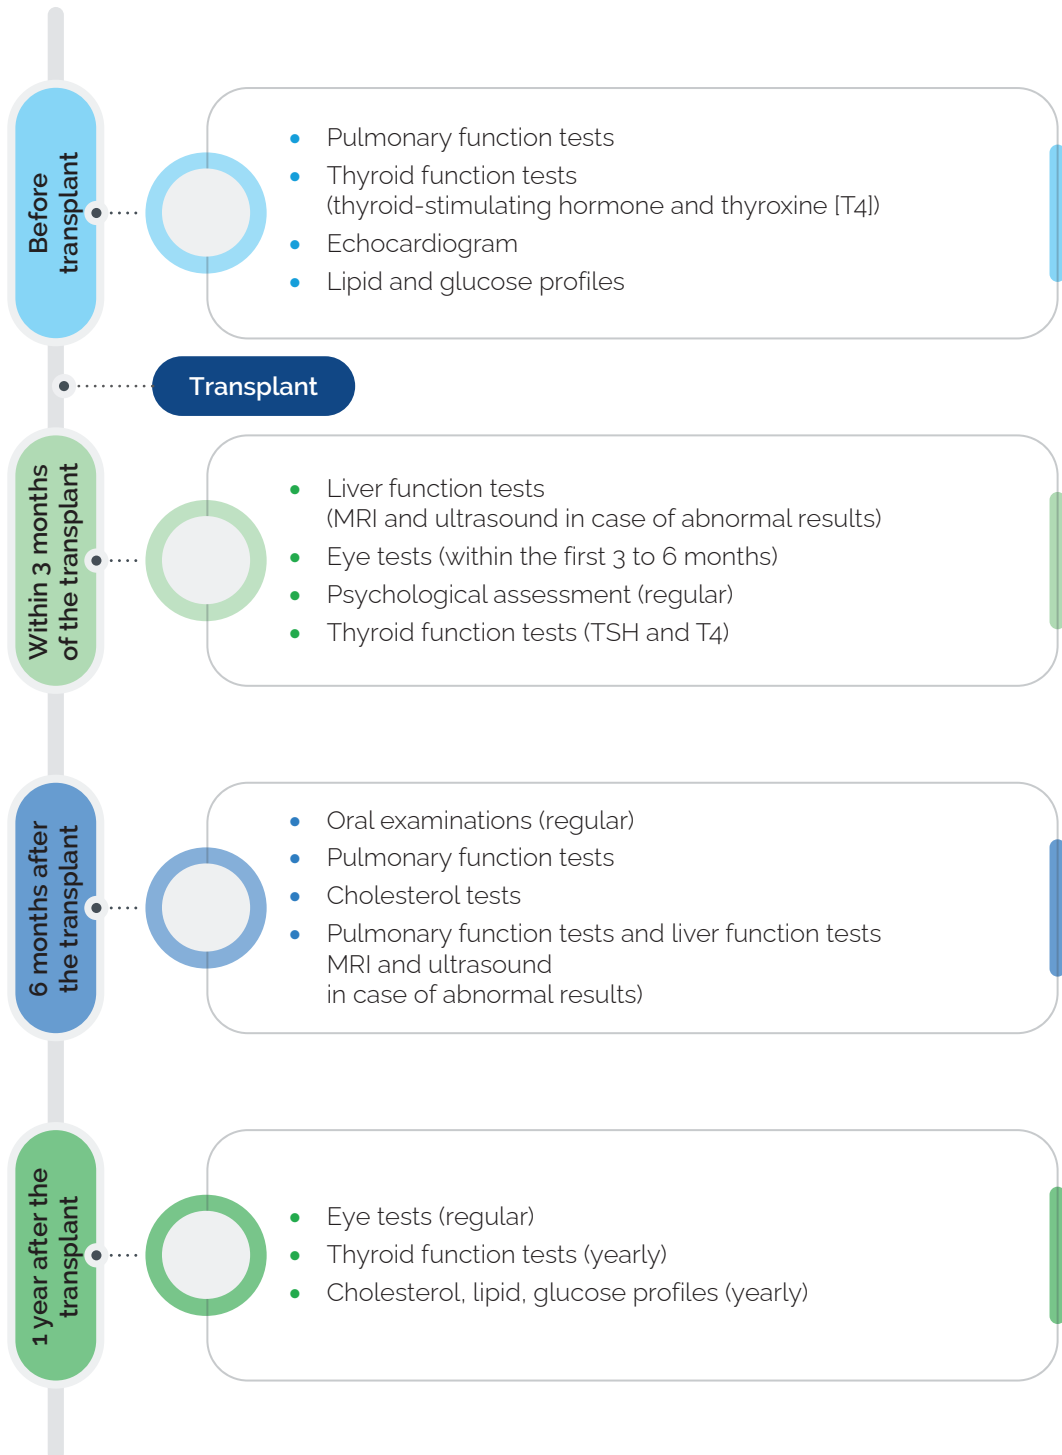 Before
transplant
• Pulmonary function tests
• Thyroid function tests
(thyroid-stimulating hormone and thyroxine [T4])
• Echocardiogram
• Lipid and glucose profiles
Transplant
Within 3 months
of the transplant
• Liver function tests
(MRI and ultrasound in case of abnormal results)
• Eye tests (within the first 3 to 6 months)
• Psychological assessment (regular)
• Thyroid function tests (TSH and T4)
6 months after
the transplant
• Oral examinations (regular)
• Pulmonary function tests
• Cholesterol tests
• Pulmonary function tests and liver function tests
MRI and ultrasound
in case of abnormal results)
1 year after the
transplant
• Eye tests (regular)
• Thyroid function tests (yearly)
• Cholesterol, lipid, glucose profiles (yearly)